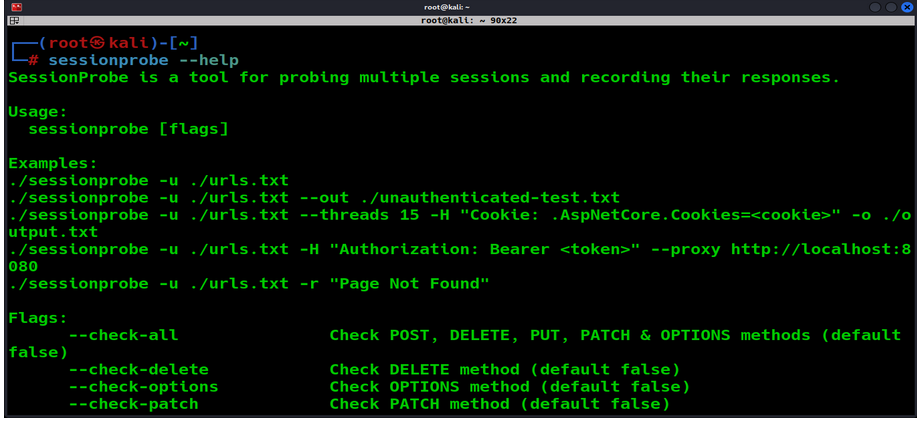 root@kali: ~
root@kali: ~ 90x22
┌──(root㉿kali)-[~]
└─# sessionprobe --help
SessionProbe is a tool for probing multiple sessions and recording their responses.
Usage:
sessionprobe [flags]
Examples:
./sessionprobe -u ./urls.txt
./sessionprobe -u ./urls.txt --out ./unauthenticated-test.txt
./sessionprobe -u ./urls.txt --threads 15 -H "Cookie: .AspNetCore.Cookies=<cookie>" -o ./o
utput.txt
./sessionprobe -u ./urls.txt -H "Authorization: Bearer <token>" --proxy http://localhost:8
080
./sessionprobe -u ./urls.txt -r "Page Not Found"
Flags:
--check-all Check POST, DELETE, PUT, PATCH & OPTIONS methods (default
false)
--check-delete Check DELETE method (default false)
--check-options Check OPTIONS method (default false)
--check-patch Check PATCH method (default false)